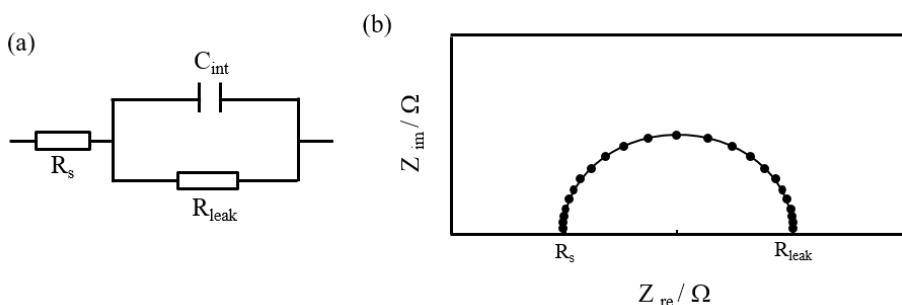 (a)
C_int
R_s
R_leak
(b)
Z_im / Ω
R_s
R_leak
Z_re / Ω